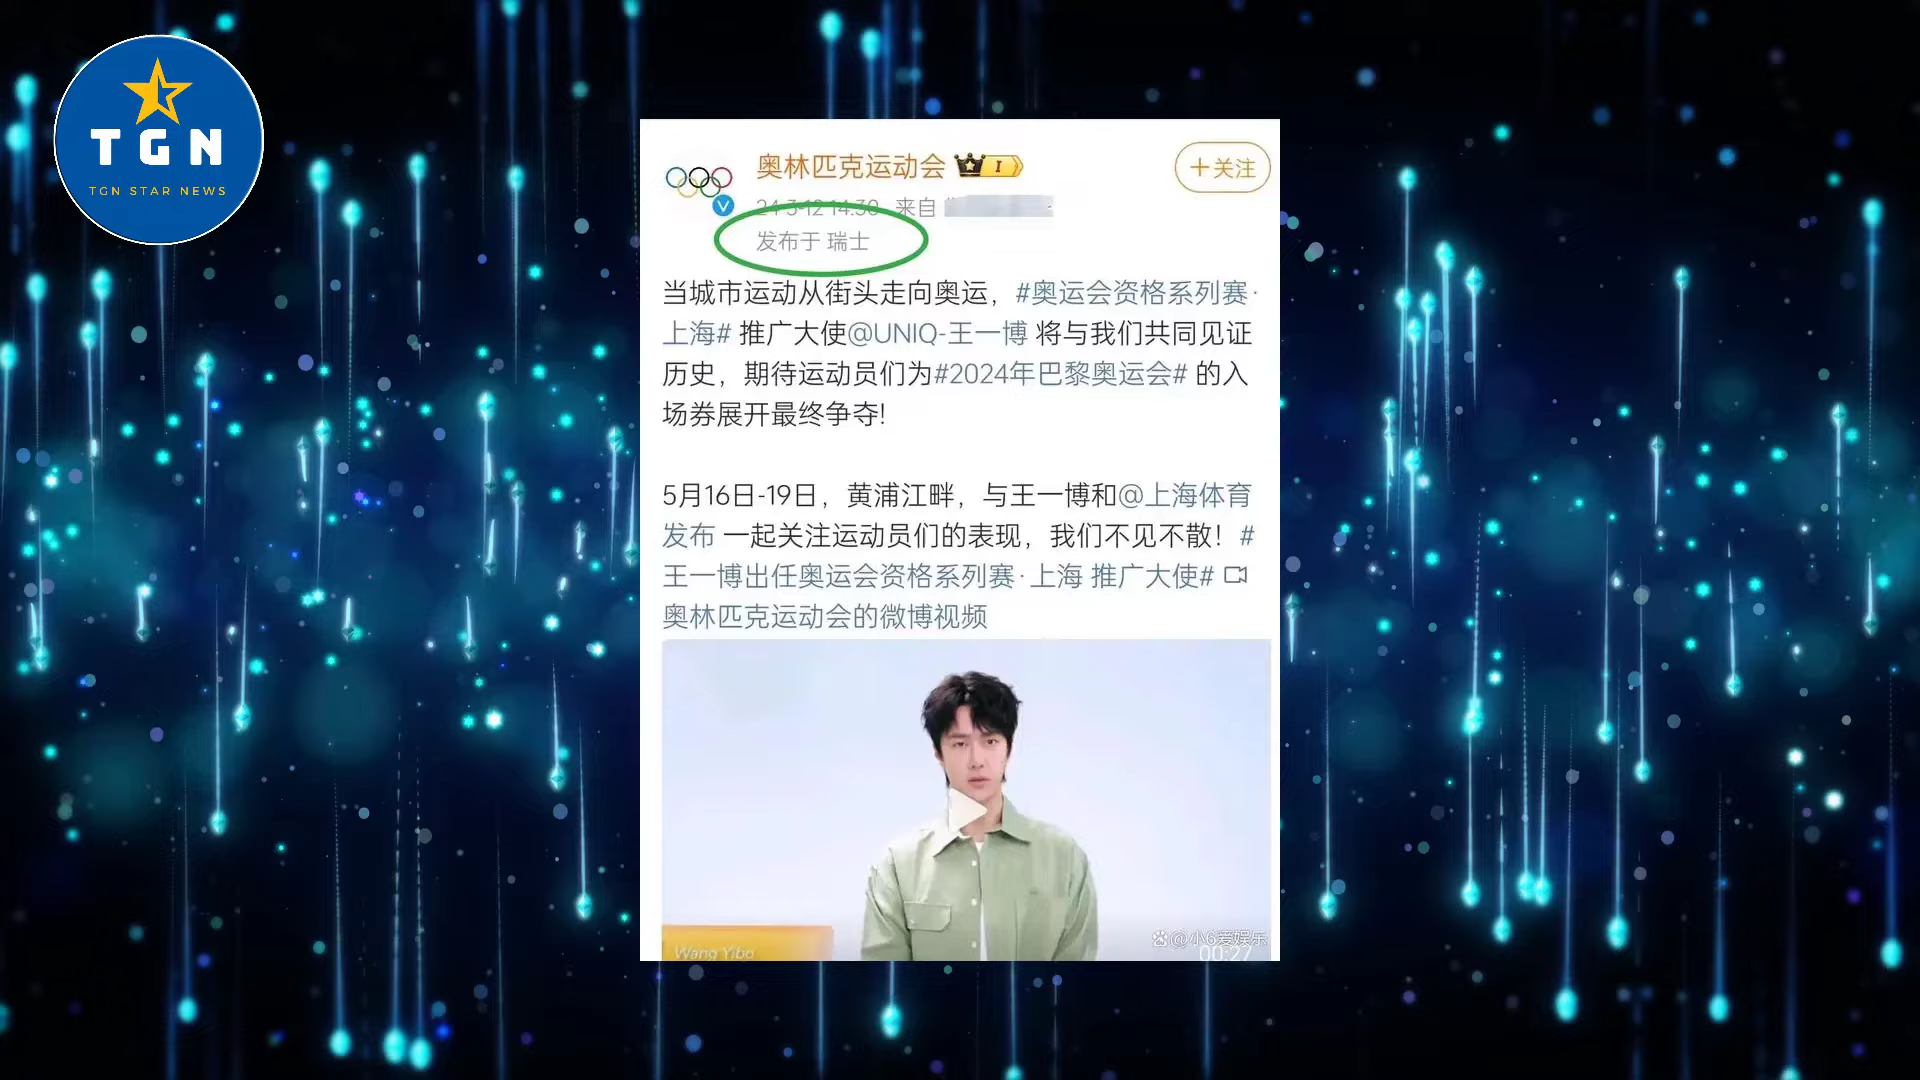 TGN
TGN STAR NEWS
奥林匹克运动会
I
+关注
24-3-12 14:30 来自
发布于 瑞士
当城市运动从街头走向奥运，#奥运会资格系列赛·
上海# 推广大使@UNIQ-王一博 将与我们共同见证
历史，期待运动员们为#2024年巴黎奥运会# 的入
场券展开最终争夺!
5月16日-19日，黄浦江畔，与王一博和@上海体育
发布 一起关注运动员们的表现，我们不见不散！#
王一博出任奥运会资格系列赛·上海 推广大使#
奥林匹克运动会的微博视频
Wang Yibo
@小6爱娱乐
00:27